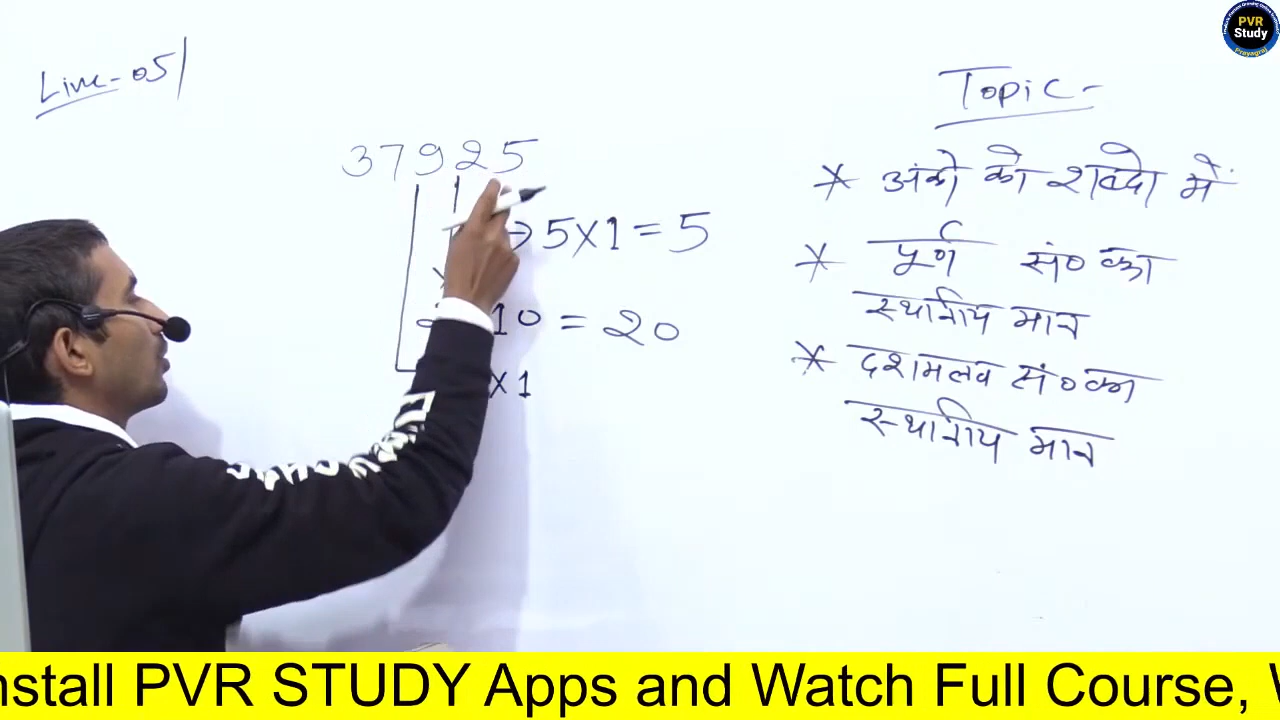 Live-05
37925
→ 5×1=5
10 = 20
×1
Topic-
* अंको को शब्दो में
* पूर्ण सं० का
स्थानीय मान
* दशमलव सं० का
स्थानीय मान
PVR
Study
Prayagraj
nstall PVR STUDY Apps and Watch Full Course, W